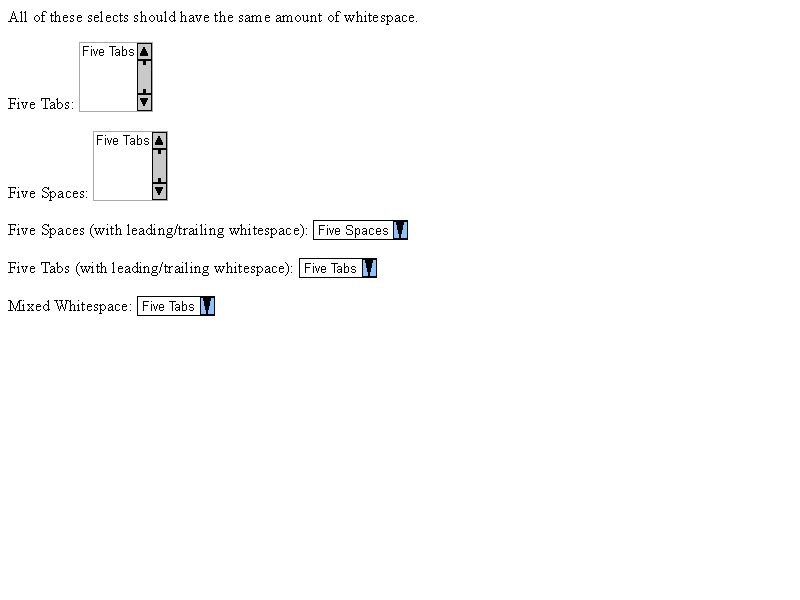 All of these selects should have the same amount of whitespace.
Five Tabs
Five Tabs:
Five Tabs
Five Spaces:
Five Spaces (with leading/trailing whitespace): Five Spaces
Five Tabs (with leading/trailing whitespace): Five Tabs
Mixed Whitespace: Five Tabs